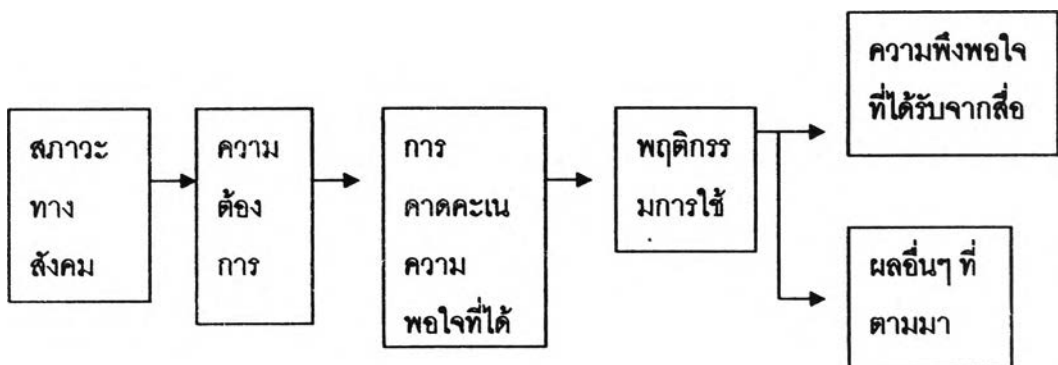 สภาวะ
ทาง
สังคม
ความ
ต้อง
การ
การ
คาดคะเน
ความ
พอใจที่ได้
พฤติกรร
มการใช้
ความพึงพอใจ
ที่ได้รับจากสื่อ
ผลอื่นๆ ที่
ตามมา